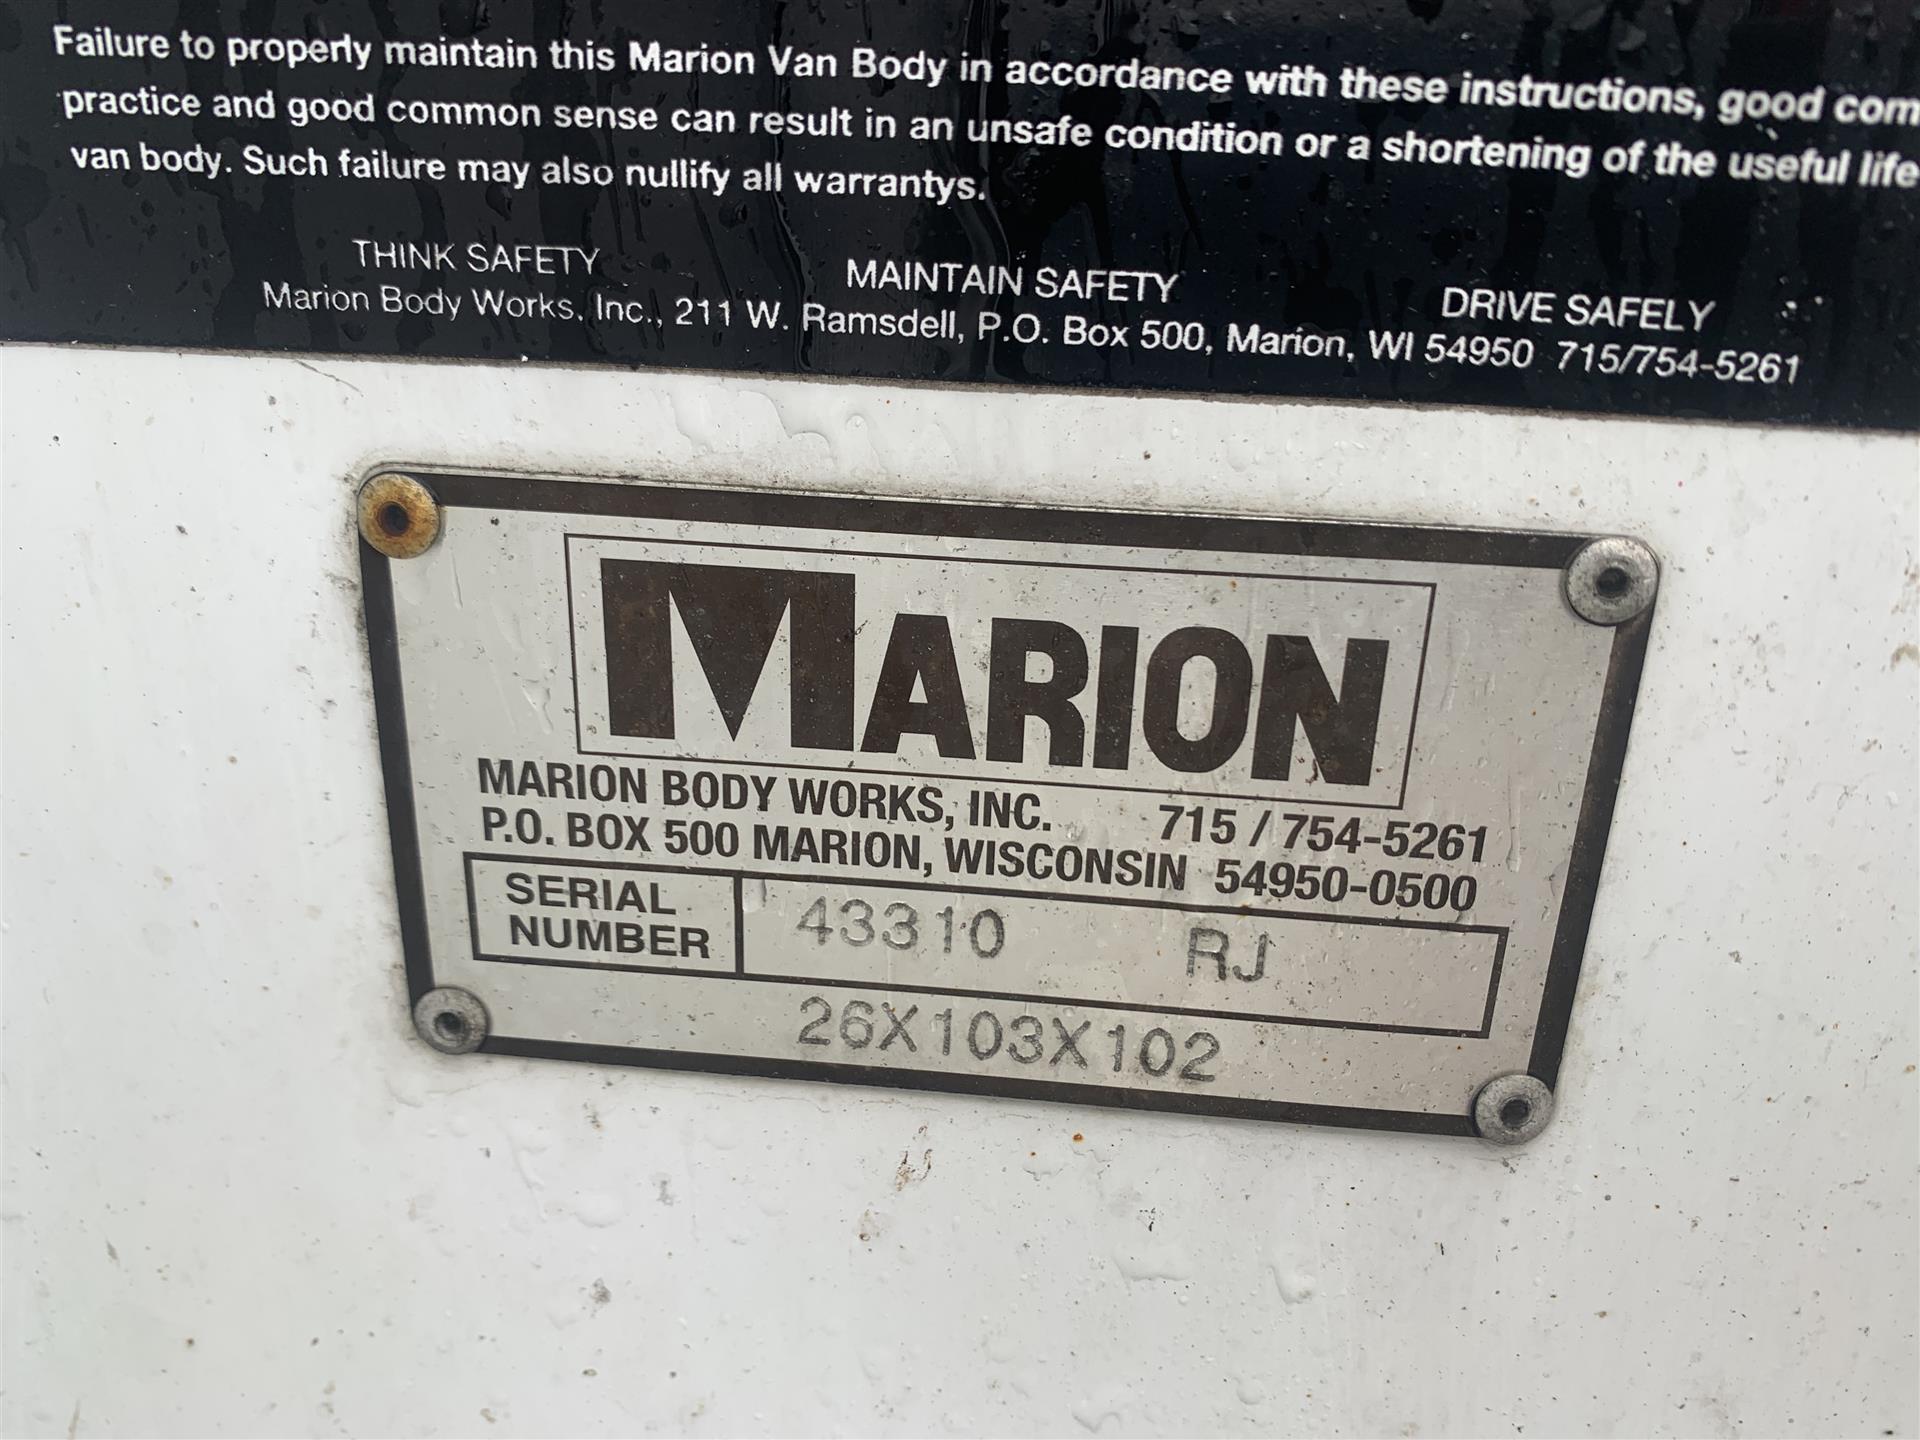 Failure to properly maintain this Marion Van Body in accordance with these instructions, good com
practice and good common sense can result in an unsafe condition or a shortening of the useful life
van body. Such failure may also nullify all warrantys.
THINK SAFETY MAINTAIN SAFETY DRIVE SAFELY
Marion Body Works, Inc., 211 W. Ramsdell, P.O. Box 500, Marion, WI 54950 715/754-5261
MARION
MARION BODY WORKS, INC. 715 / 754-5261
P.O. BOX 500 MARION, WISCONSIN 54950-0500
SERIAL NUMBER 43310 RJ
26X103X102